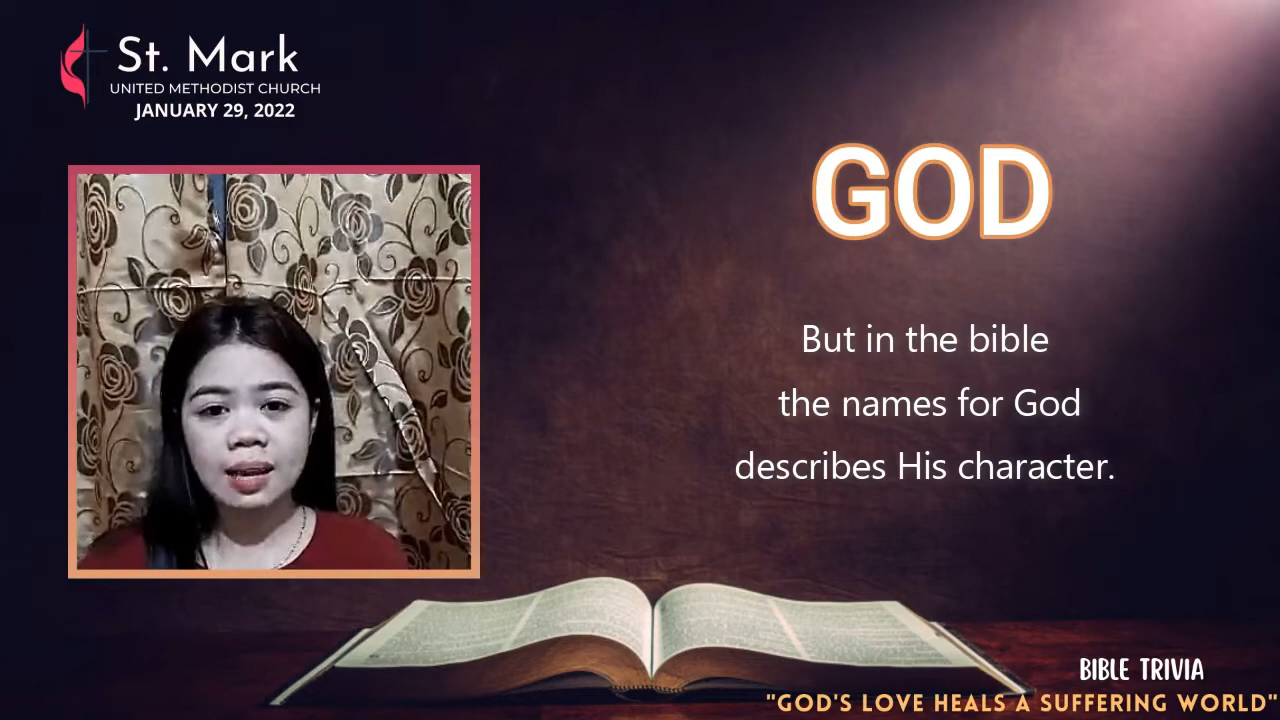 St. Mark
UNITED METHODIST CHURCH
JANUARY 29, 2022
GOD
But in the bible
the names for God
describes His character.
BIBLE TRIVIA
"GOD'S LOVE HEALS A SUFFERING WORLD"